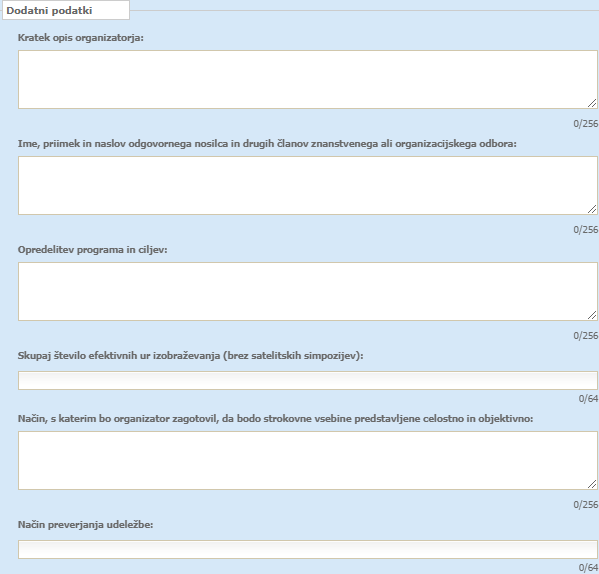 Dodatni podatki
Kratek opis organizatorja:
0/256
Ime, priimek in naslov odgovornega nosilca in drugih članov znanstvenega ali organizacijskega odbora:
0/256
Opredelitev programa in ciljev:
0/256
Skupaj število efektivnih ur izobraževanja (brez satelitskih simpozijev):
0/64
Način, s katerim bo organizator zagotovil, da bodo strokovne vsebine predstavljene celostno in objektivno:
0/256
Način preverjanja udeležbe:
0/64